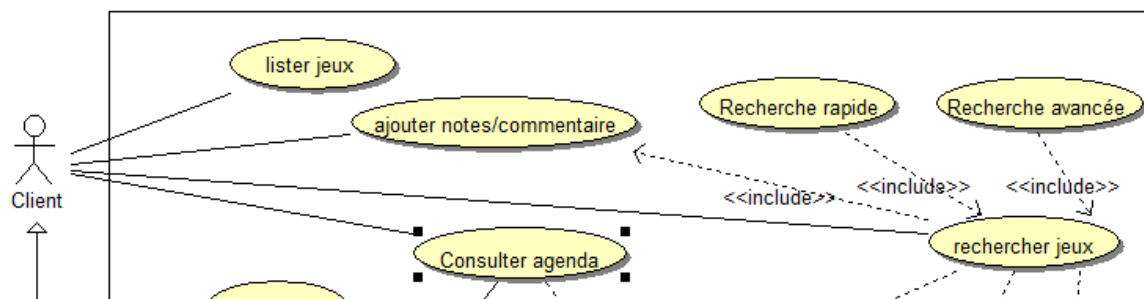 lister jeux
ajouter notes/commentaire
Recherche rapide
Recherche avancée
<<include>>
<<include>>
<<include>>
Client
Consulter agenda
rechercher jeux